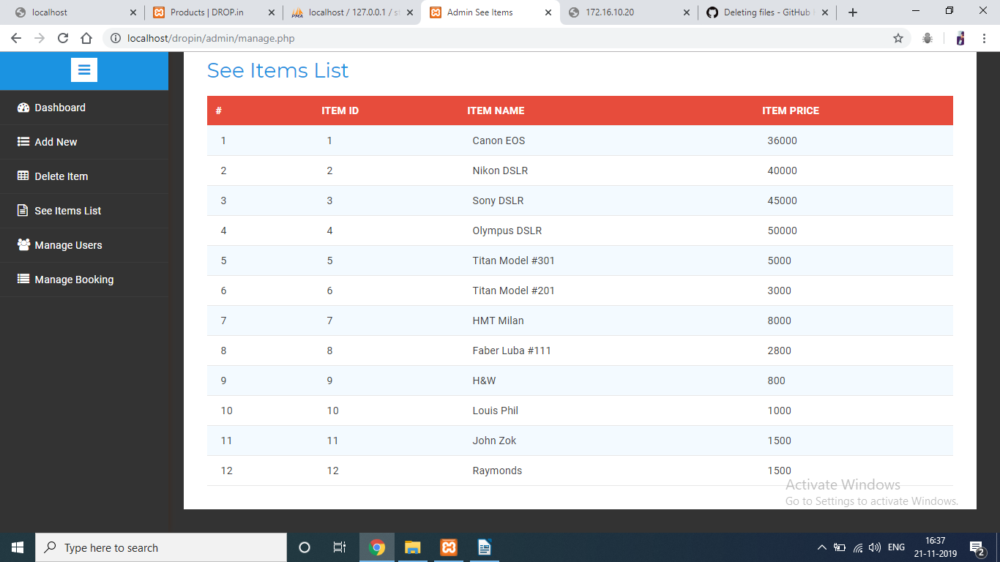 localhost
Products | DROP.in
localhost / 127.0.0.1 / st
Admin See Items
172.16.10.20
Deleting files - GitHub
localhost/dropin/admin/manage.php
See Items List
Dashboard
Add New
Delete Item
See Items List
Manage Users
Manage Booking
# ITEM ID ITEM NAME ITEM PRICE
1 1 Canon EOS 36000
2 2 Nikon DSLR 40000
3 3 Sony DSLR 45000
4 4 Olympus DSLR 50000
5 5 Titan Model #301 5000
6 6 Titan Model #201 3000
7 7 HMT Milan 8000
8 8 Faber Luba #111 2800
9 9 H&W 800
10 10 Louis Phil 1000
11 11 John Zok 1500
12 12 Raymonds 1500
Activate Windows
Go to Settings to activate Windows.
Type here to search
ENG
16:37
21-11-2019
2